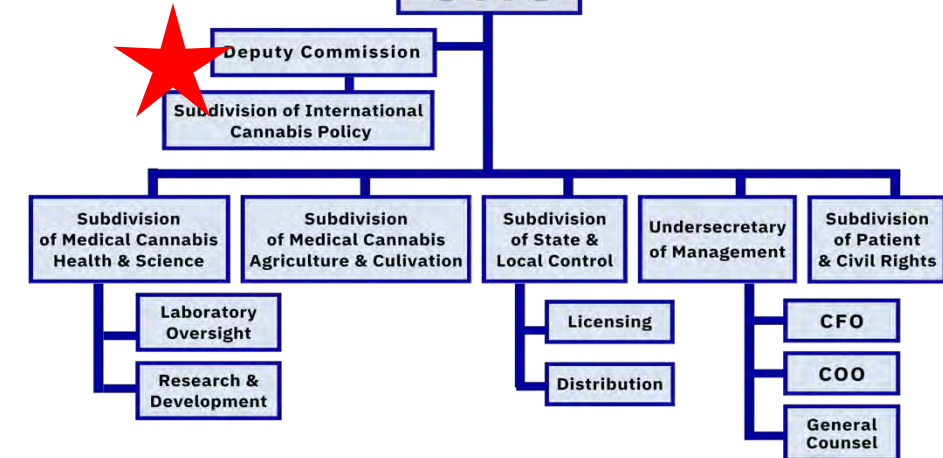 Deputy Commission
Subdivision of International
Cannabis Policy
Subdivision
of Medical Cannabis
Health & Science
Subdivision
of Medical Cannabis
Agriculture & Culivation
Subdivision
of State &
Local Control
Undersecretary
of Management
Subdivision
of Patient
& Civil Rights
Laboratory
Oversight
Research &
Development
Licensing
Distribution
CFO
COO
General
Counsel